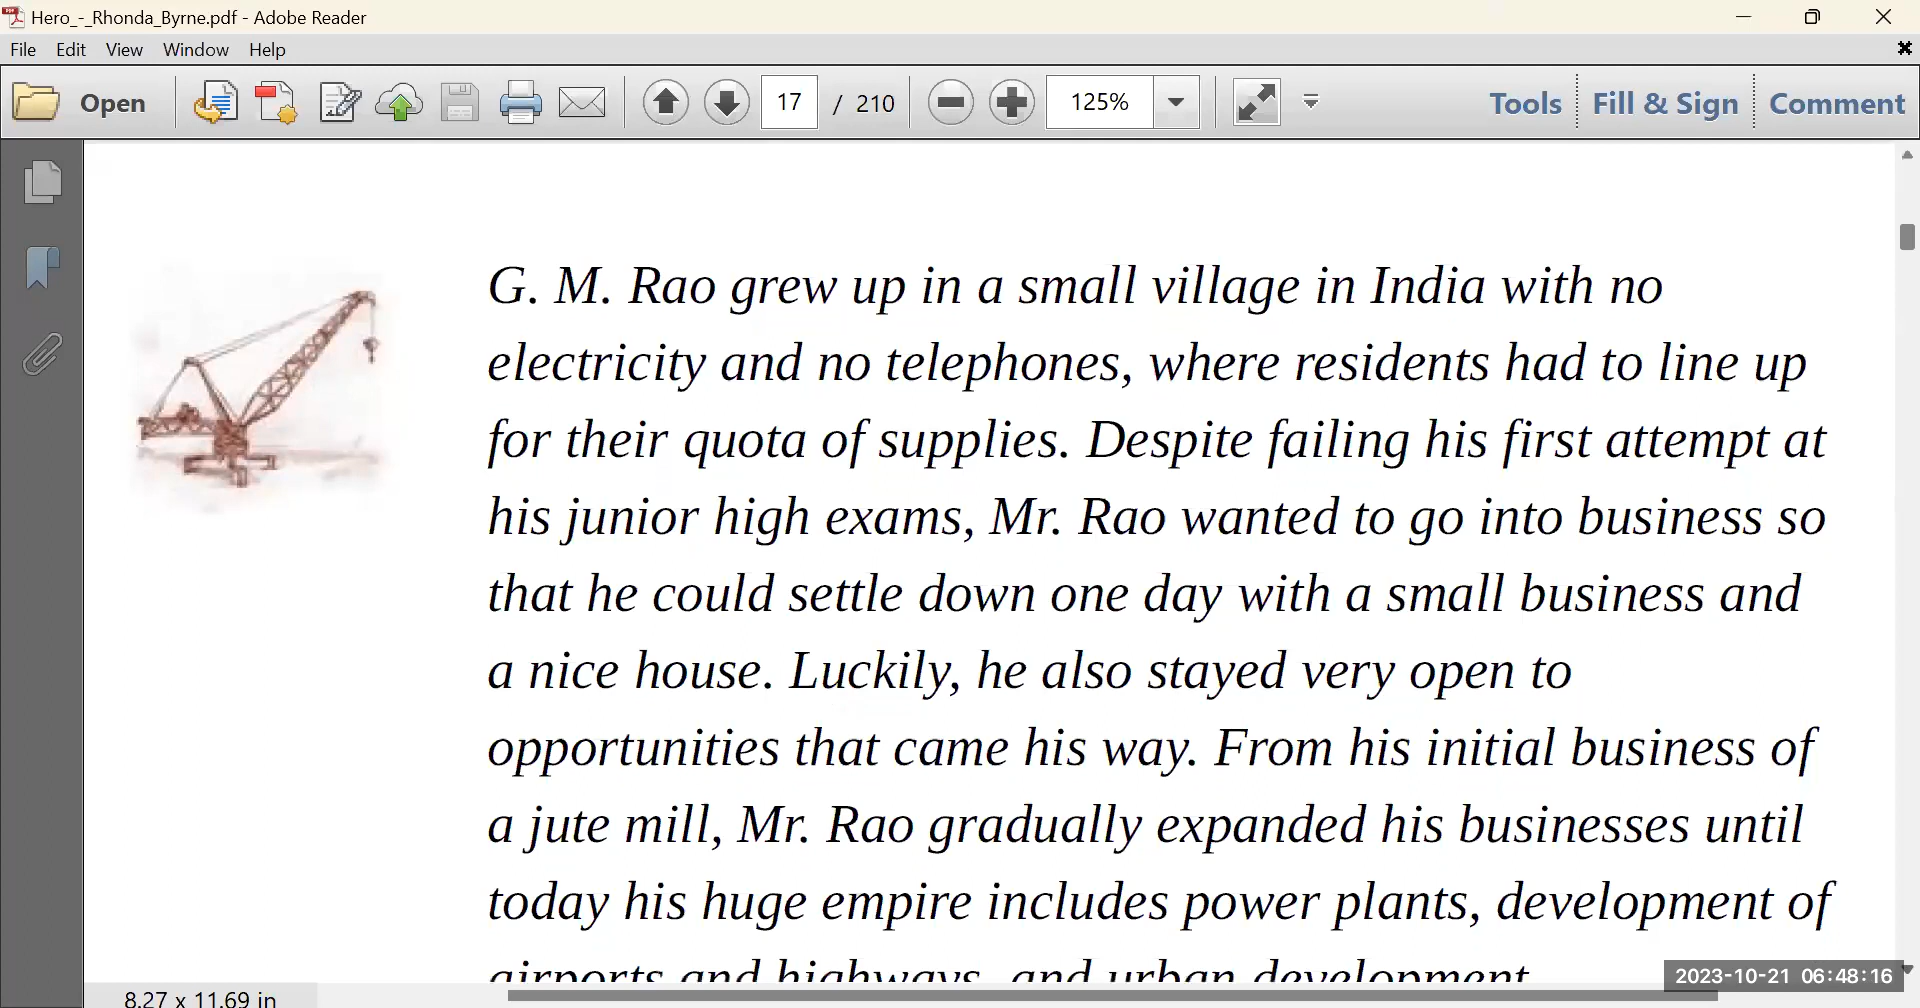 Hero_-_Rhonda_Byrne.pdf - Adobe Reader
File Edit View Window Help
Open 17 / 210 125% Tools Fill & Sign Comment
G. M. Rao grew up in a small village in India with no
electricity and no telephones, where residents had to line up
for their quota of supplies. Despite failing his first attempt at
his junior high exams, Mr. Rao wanted to go into business so
that he could settle down one day with a small business and
a nice house. Luckily, he also stayed very open to
opportunities that came his way. From his initial business of
a jute mill, Mr. Rao gradually expanded his businesses until
today his huge empire includes power plants, development of
airports and highways, and urban development
2023-10-21 06:48:16
8.27 x 11.69 in